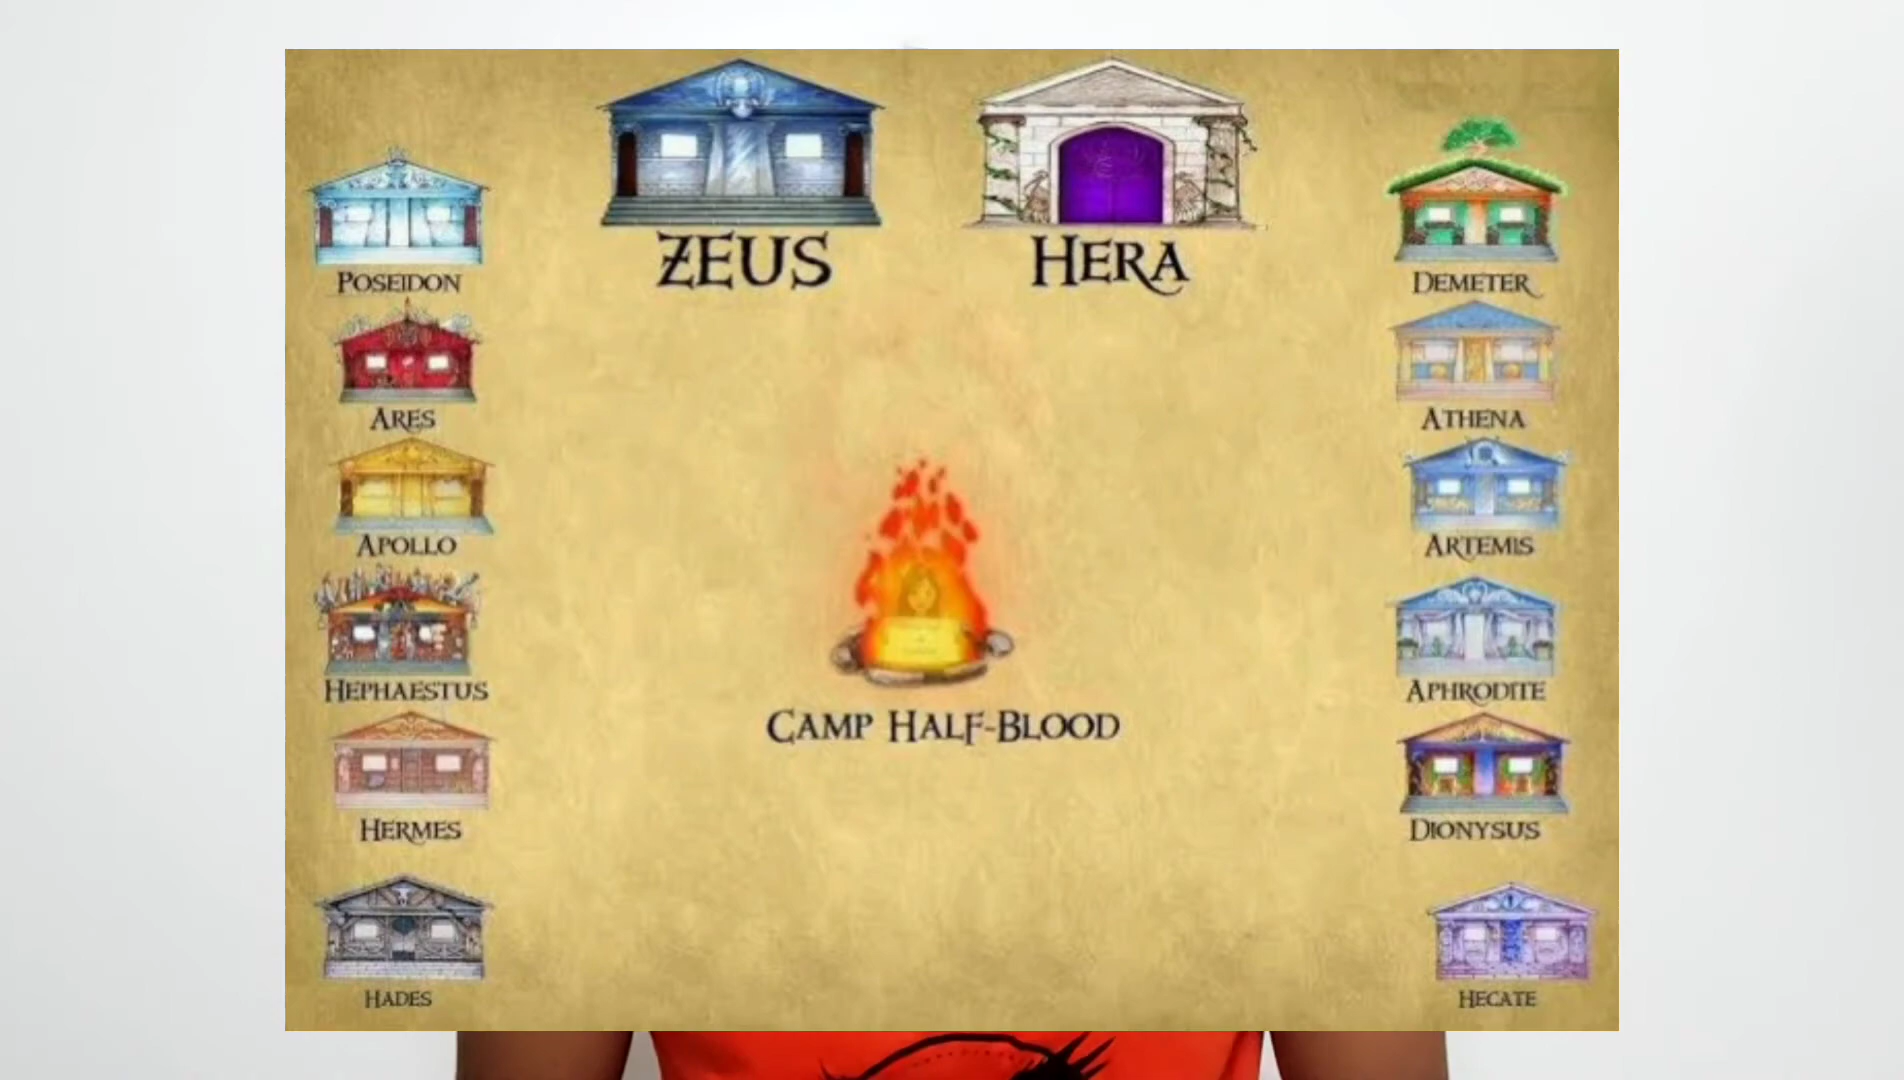 ZEUS
HERA
POSEIDON
DEMETER
ARES
ATHENA
APOLLO
ARTEMIS
HEPHAESTUS
APHRODITE
CAMP HALF-BLOOD
HERMES
DIONYSUS
HADES
HECATE